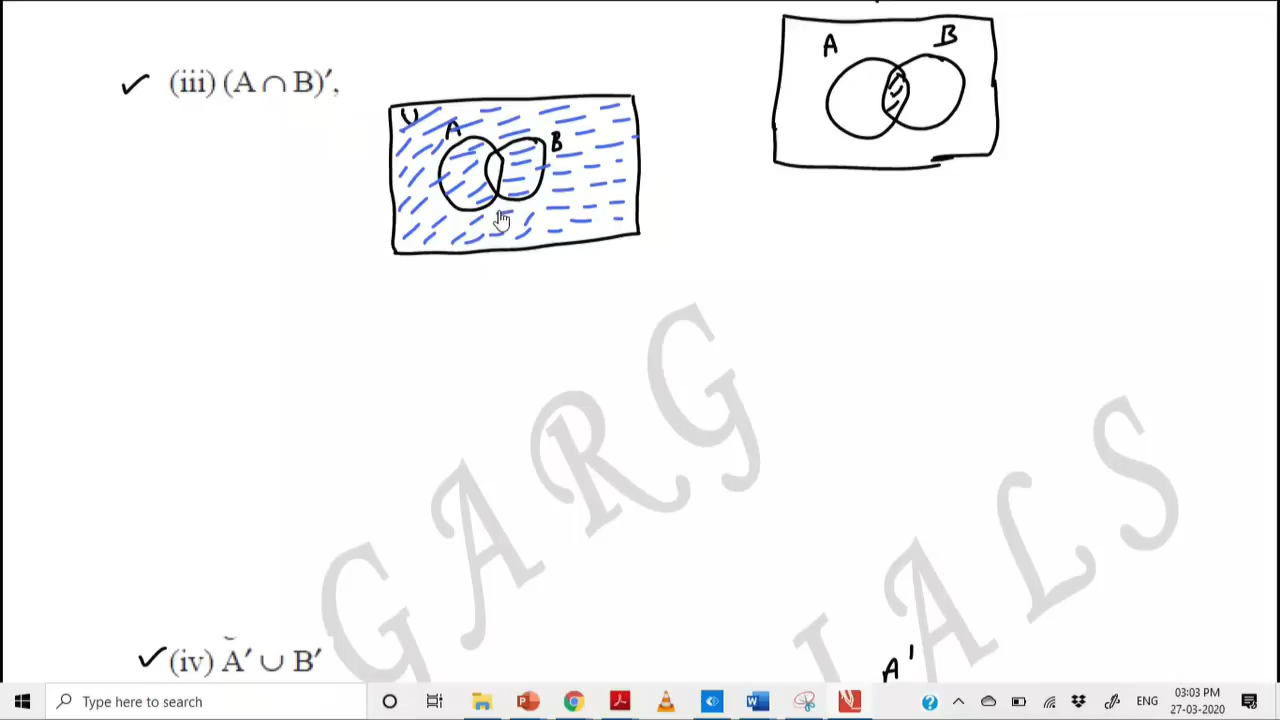 A B
(iii) (A ∩ B)′,
U
A
B
GARG
IALS
(iv) A′ ∪ B′
A'
Type here to search
ENG
03:03 PM
27-03-2020